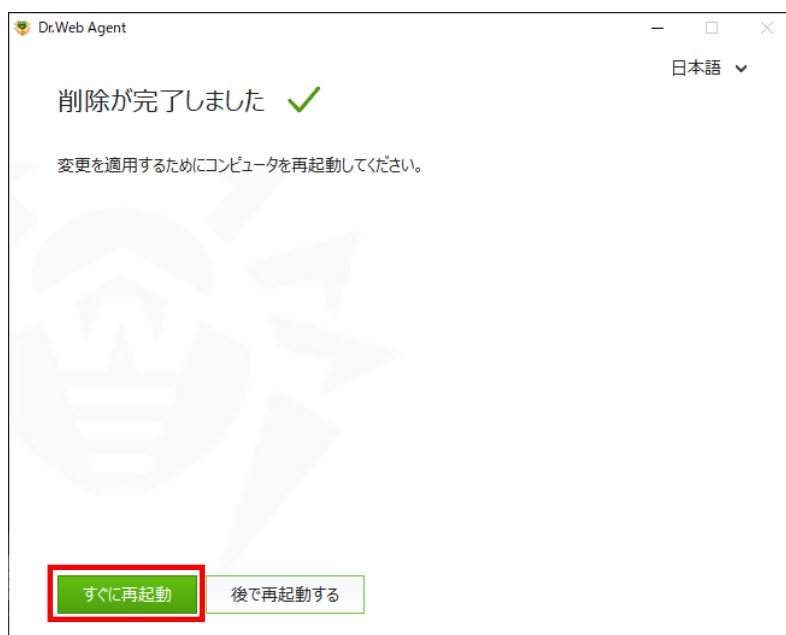 Dr.Web Agent
日本語
削除が完了しました
変更を適用するためにコンピュータを再起動してください。
すぐに再起動
後で再起動する